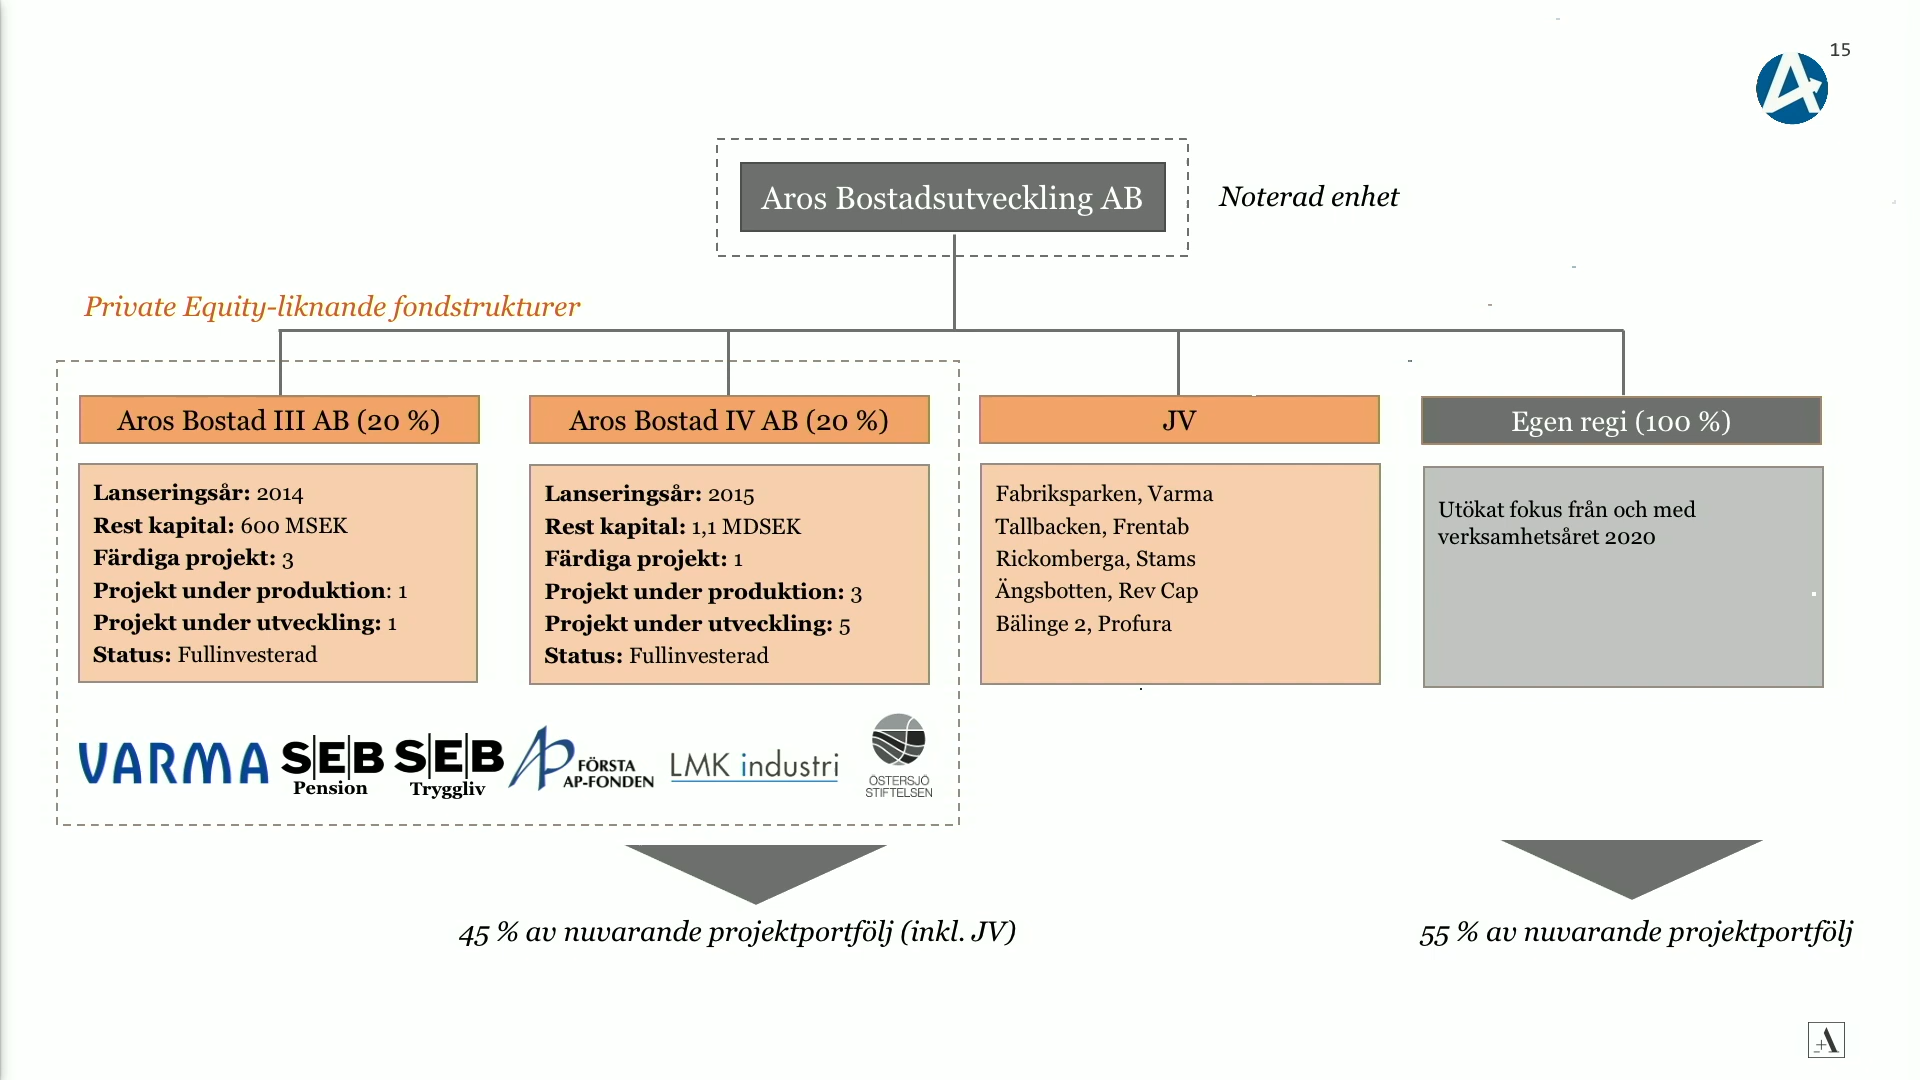 15
Aros Bostadsutveckling AB
Noterad enhet
Private Equity-liknande fondstrukturer
Aros Bostad III AB (20 %)
Lanseringsår: 2014
Rest kapital: 600 MSEK
Färdiga projekt: 3
Projekt under produktion: 1
Projekt under utveckling: 1
Status: Fullinvesterad
Aros Bostad IV AB (20 %)
Lanseringsår: 2015
Rest kapital: 1,1 MDSEK
Färdiga projekt: 1
Projekt under produktion: 3
Projekt under utveckling: 5
Status: Fullinvesterad
JV
Fabriksparken, Varma
Tallbacken, Frentab
Rickomberga, Stams
Ängsbotten, Rev Cap
Bälinge 2, Profura
Egen regi (100 %)
Utökat fokus från och med
verksamhetsåret 2020
VARMA
SEB
Pension
SEB
Tryggliv
AP FÖRSTA
AP-FONDEN
LMK industri
ÖSTERSJÖ
STIFTELSEN
45 % av nuvarande projektportfölj (inkl. JV)
55 % av nuvarande projektportfölj